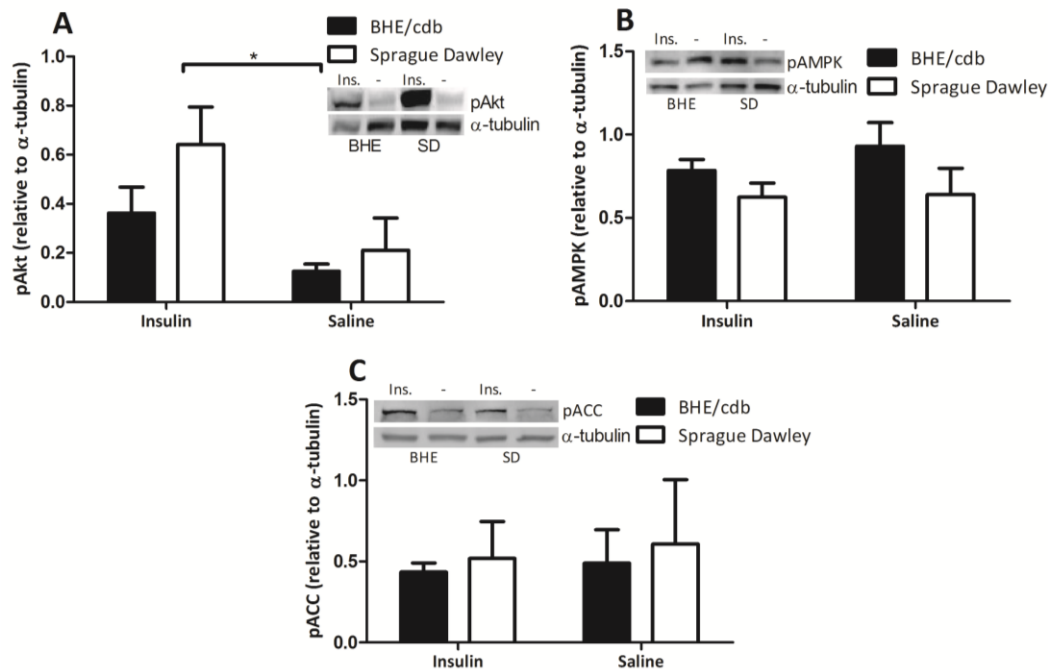 A
BHE/cdb
Sprague Dawley
*
Ins. - Ins. -
pAkt
α-tubulin
BHE SD
pAkt (relative to α-tubulin)
0.8
0.6
0.4
0.2
0.0
Insulin Saline
B
BHE/cdb
Sprague Dawley
Ins. - Ins. -
pAMPK
α-tubulin
BHE SD
pAMPK (relative to α-tubulin)
1.5
1.0
0.5
0.0
Insulin Saline
C
BHE/cdb
Sprague Dawley
Ins. - Ins. -
pACC
α-tubulin
BHE SD
pACC (relative to α-tubulin)
1.5
1.0
0.5
0.0
Insulin Saline